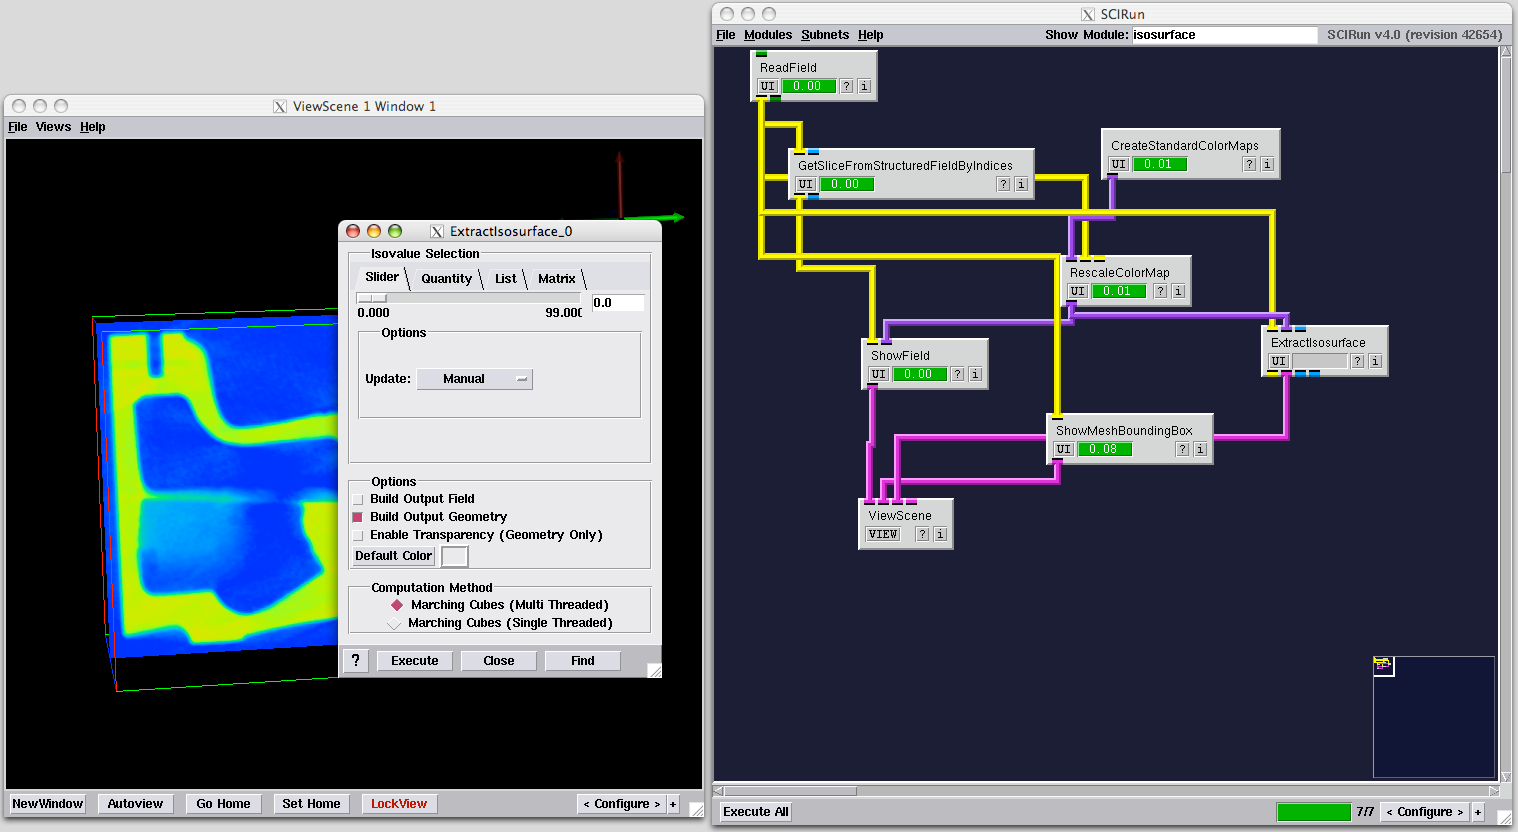 ViewScene 1 Window 1
File Views Help
NewWindow Autoview Go Home Set Home LockView < Configure > +
ExtractIsosurface_0
Isovalue Selection
Slider Quantity List Matrix
0.0
0.000 99.000
Options
Update: Manual
Options
Build Output Field
Build Output Geometry
Enable Transparency (Geometry Only)
Default Color
Computation Method
Marching Cubes (Multi Threaded)
Marching Cubes (Single Threaded)
? Execute Close Find
SCIRun
File Modules Subnets Help Show Module: isosurface SCIRun v4.0 (revision 42654)
ReadField
UI 0.00 ? i
CreateStandardColorMaps
UI 0.01 ? i
GetSliceFromStructuredFieldByIndices
UI 0.00 ? i
RescaleColorMap
UI 0.01 ? i
ExtractIsosurface
UI ? i
ShowField
UI 0.00 ? i
ShowMeshBoundingBox
UI 0.08 ? i
ViewScene
VIEW ? i
Execute All 7/7 < Configure > +